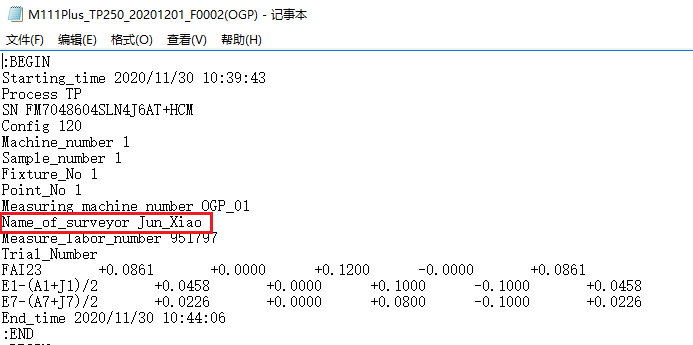 M111Plus_TP250_20201201_F0002(OGP) - 记事本
文件(F) 编辑(E) 格式(O) 查看(V) 帮助(H)
:BEGIN
Starting_time 2020/11/30 10:39:43
Process TP
SN FM7048604SLN4J6AT+HCM
Config 120
Machine_number 1
Sample_number 1
Fixture_No 1
Point_No 1
Measuring_machine_number OGP_01
Name_of_surveyor Jun_Xiao
Measure_labor_number 951797
Trial_Number
FAI23 +0.0861 +0.0000 +0.1200 -0.0000 +0.0861
E1-(A1+J1)/2 +0.0458 +0.0000 +0.1000 -0.1000 +0.0458
E7-(A7+J7)/2 +0.0226 +0.0000 +0.0800 -0.1000 +0.0226
End_time 2020/11/30 10:44:06
:END